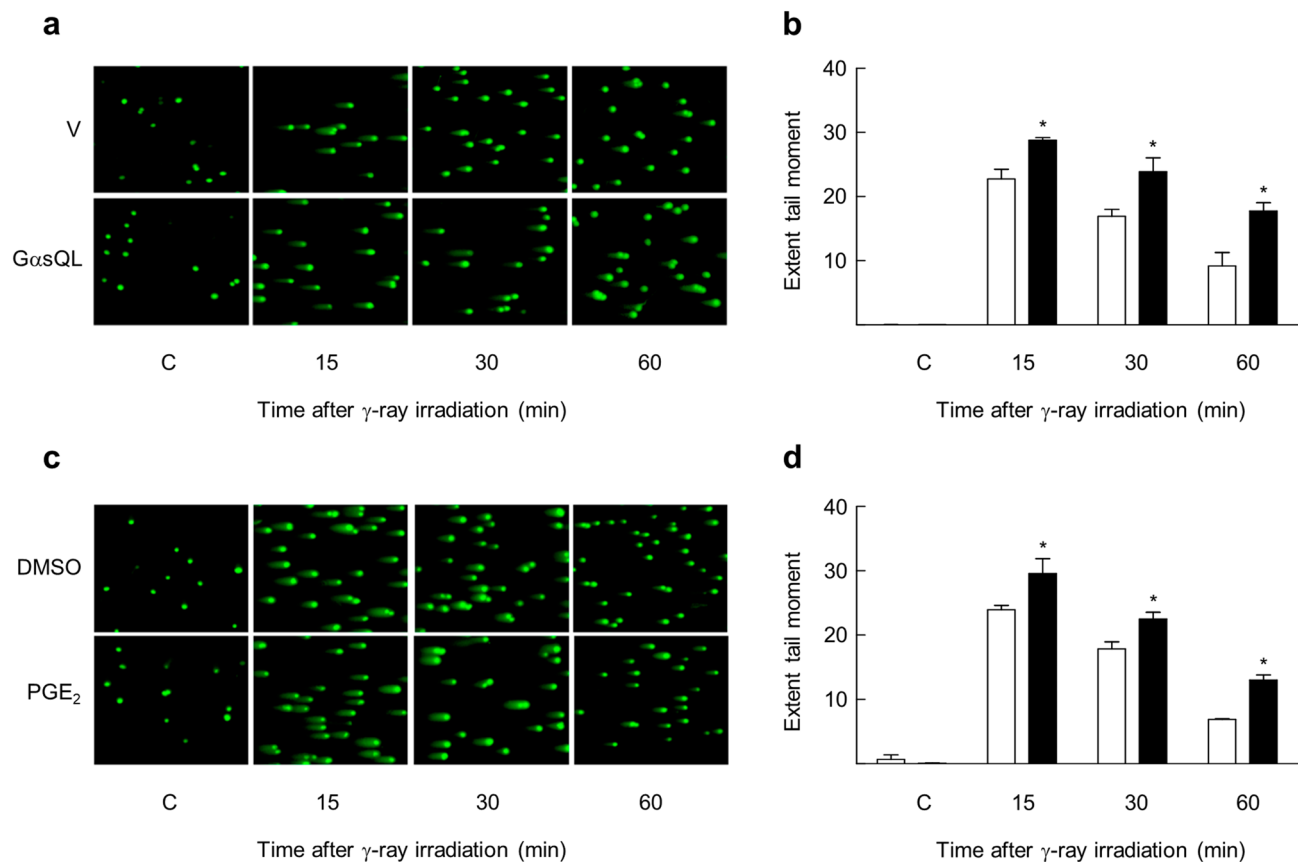 a
V
GαsQL
C 15 30 60
Time after γ-ray irradiation (min)
b
Extent tail moment
40
30
20
10
* * *
C 15 30 60
Time after γ-ray irradiation (min)
c
DMSO
PGE₂
C 15 30 60
Time after γ-ray irradiation (min)
d
Extent tail moment
40
30
20
10
* * *
C 15 30 60
Time after γ-ray irradiation (min)